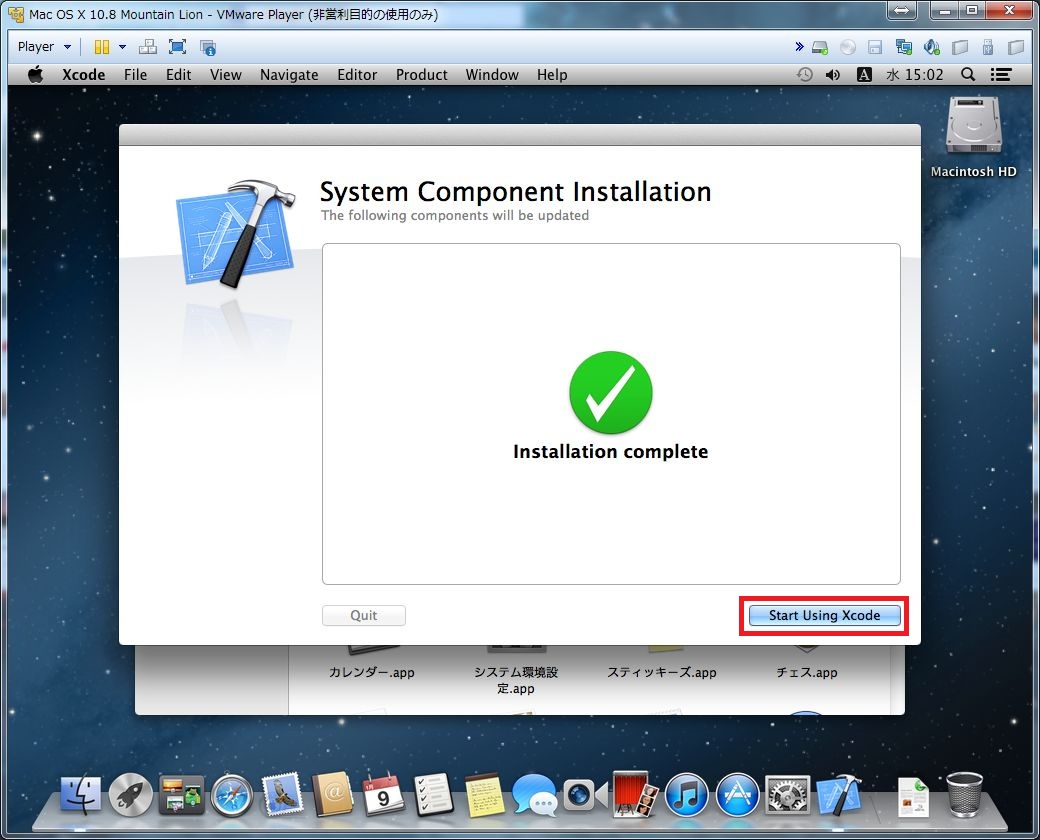 Mac OS X 10.8 Mountain Lion - VMware Player (非営利目的の使用のみ)
Player
Xcode File Edit View Navigate Editor Product Window Help A 水 15:02
Macintosh HD
System Component Installation
The following components will be updated
Installation complete
Quit Start Using Xcode
カレンダー.app システム環境設定.app スティッキーズ.app チェス.app
1月
9